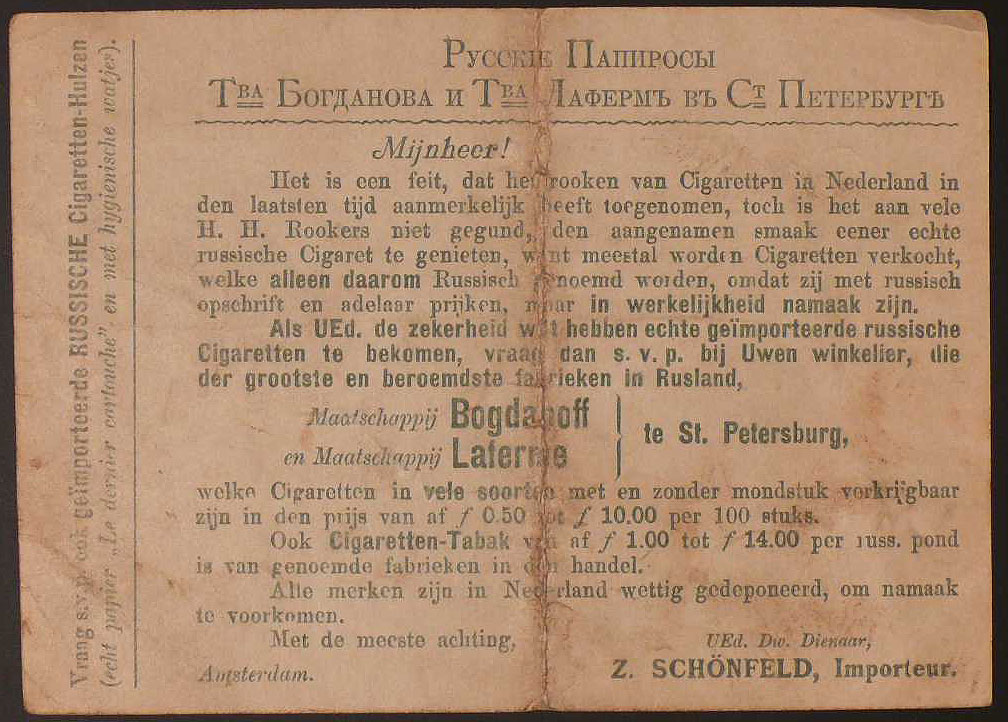 Русскіе Папиросы
Тва Богданова и Тва Лафермъ въ Ст Петербургѣ
Mijnheer!
Het is een feit, dat het rooken van Cigaretten in Nederland in
den laatsten tijd aanmerkelijk heeft toegenomen, toch is het aan vele
H. H. Rookers niet gegund, den aangenamen smaak eener echte
russische Cigaret te genieten, want meestal worden Cigaretten verkocht,
welke alleen daarom Russisch genoemd worden, omdat zij met russisch
opschrift en adelaar prijken, maar in werkelijkheid namaak zijn.
Als UEd. de zekerheid wilt hebben echte geïmporteerde russische
Cigaretten te bekomen, vraag dan s. v. p. bij Uwen winkelier, die
der grootste en beroemdste fabrieken in Rusland,
Maatschappij Bogdanoff
en Maatschappij Laferme
te St. Petersburg,
welke Cigaretten in vele soorten met en zonder mondstuk verkrijgbaar
zijn in den prijs van af f 0.50 tot f 10.00 per 100 stuks.
Ook Cigaretten-Tabak van af f 1.00 tot f 14.00 per russ. pond
is van genoemde fabrieken in den handel.
Alle merken zijn in Nederland wettig gedeponeerd, om namaak
te voorkomen.
Met de meeste achting,
UEd. Dw. Dienaar,
Amsterdam.
Z. SCHÖNFELD, Importeur.
Vraag s.v.p. ook geïmporteerde RUSSISCHE Cigaretten-Hulzen
(echt papier „Le dernier cartouche" en met hygienische watjes).